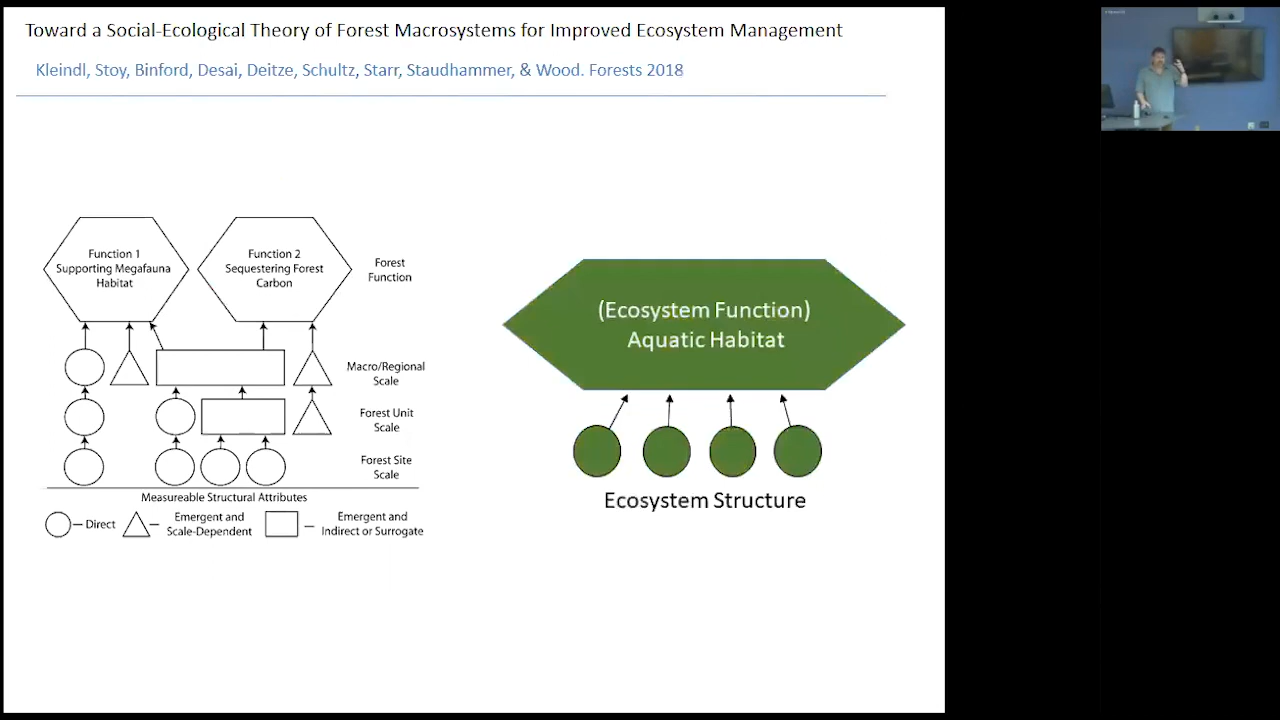 Toward a Social-Ecological Theory of Forest Macrosystems for Improved Ecosystem Management
Kleindl, Stoy, Binford, Desai, Deitze, Schultz, Starr, Staudhammer, & Wood. Forests 2018
Function 1
Supporting Megafauna
Habitat
Function 2
Sequestering Forest
Carbon
Forest
Function
Macro/Regional
Scale
Forest Unit
Scale
Forest Site
Scale
Measureable Structural Attributes
Direct
Emergent and
Scale-Dependent
Emergent and
Indirect or Surrogate
(Ecosystem Function)
Aquatic Habitat
Ecosystem Structure